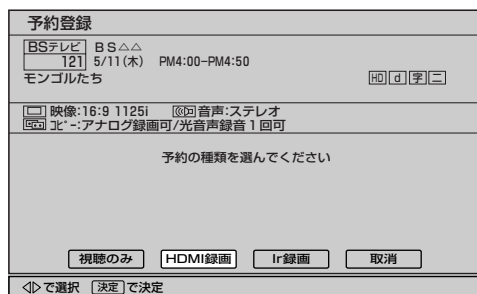 予約登録
BSテレビ BS△△
121 5/11(木) PM4:00-PM4:50
モンゴルたち HD d 字 二
映像:16:9 1125i 音声:ステレオ
コピー:アナログ録画可/光音声録音1回可
予約の種類を選んでください
視聴のみ HDMI録画 Ir録画 取消
◁▷で選択 決定で決定